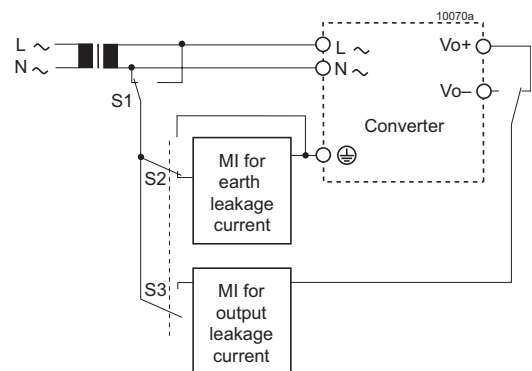 10070a
L ~
N ~
L ~
N ~
Vo+
Vo–
S1
Converter
S2
MI for
earth
leakage
current
S3
MI for
output
leakage
current